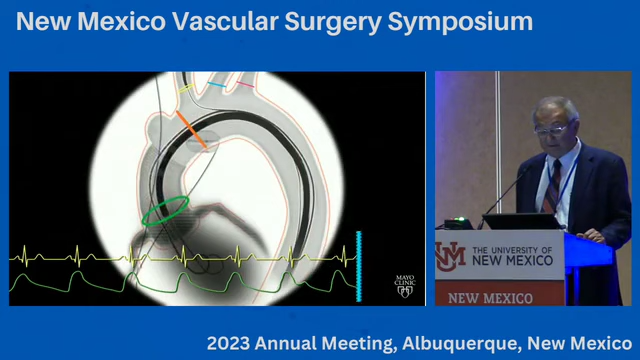 New Mexico Vascular Surgery Symposium
MAYO
CLINIC
UNM
THE UNIVERSITY OF
NEW MEXICO
NEW MEXICO
2023 Annual Meeting, Albuquerque, New Mexico